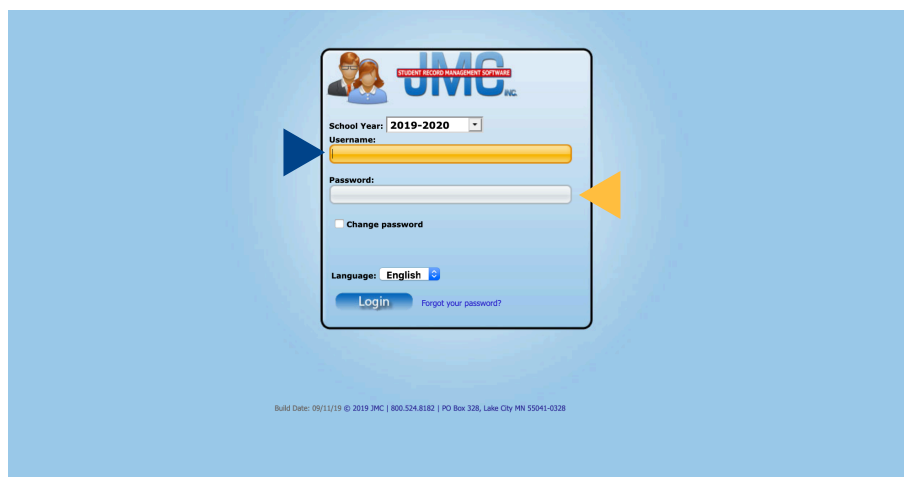 JMC
STUDENT RECORD MANAGEMENT SOFTWARE
INC.
School Year: 2019-2020
Username:
Password:
Change password
Language: English
Login Forgot your password?
Build Date: 09/11/19 © 2019 JMC | 800.524.8182 | PO Box 328, Lake City MN 55041-0328